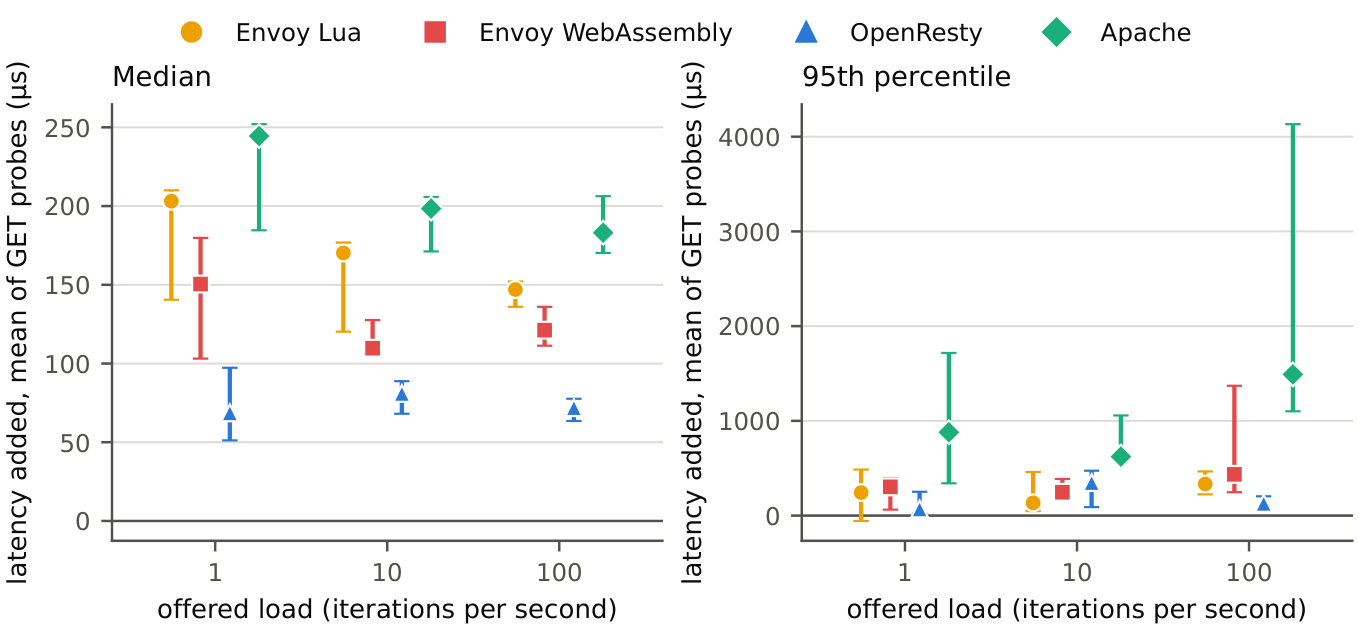 Envoy Lua Envoy WebAssembly OpenResty Apache
Median
latency added, mean of GET probes (µs)
250
200
150
100
50
0
1 10 100
offered load (iterations per second)
95th percentile
latency added, mean of GET probes (µs)
4000
3000
2000
1000
0
1 10 100
offered load (iterations per second)